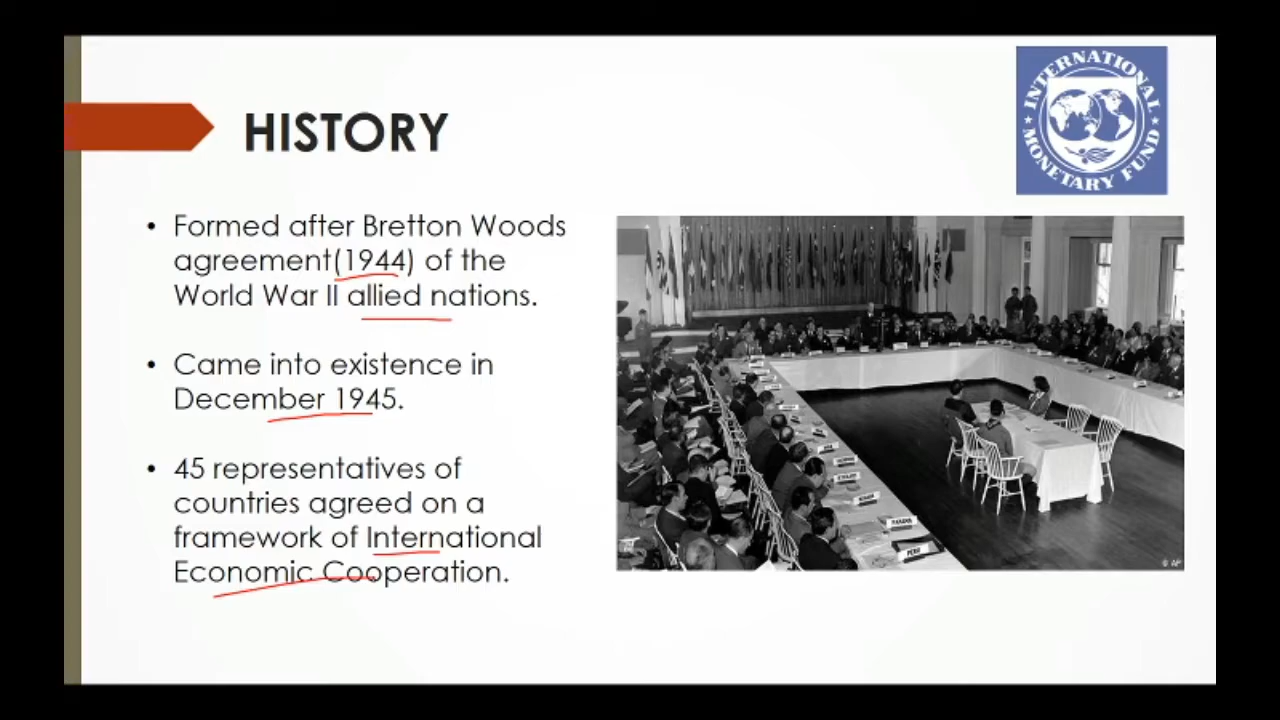 INTERNATIONAL
MONETARY FUND
HISTORY
• Formed after Bretton Woods
agreement(1944) of the
World War II allied nations.
• Came into existence in
December 1945.
• 45 representatives of
countries agreed on a
framework of International
Economic Cooperation.
PANAMA
PERU
© AP